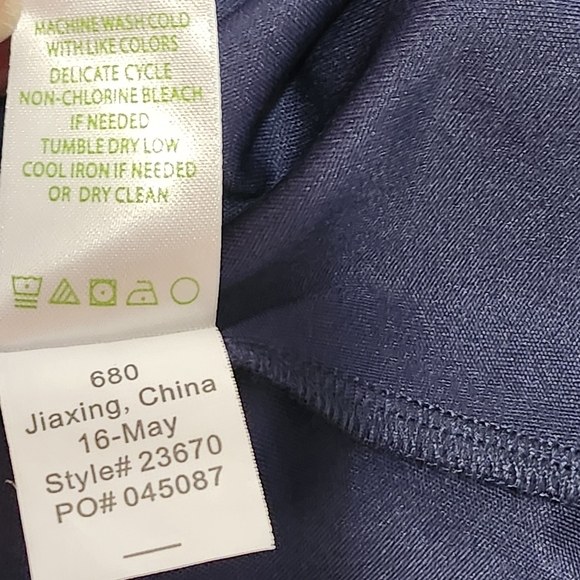 MACHINE WASH COLD
WITH LIKE COLORS
DELICATE CYCLE
NON-CHLORINE BLEACH
IF NEEDED
TUMBLE DRY LOW
COOL IRON IF NEEDED
OR DRY CLEAN
680
Jiaxing, China
16-May
Style# 23670
PO# 045087